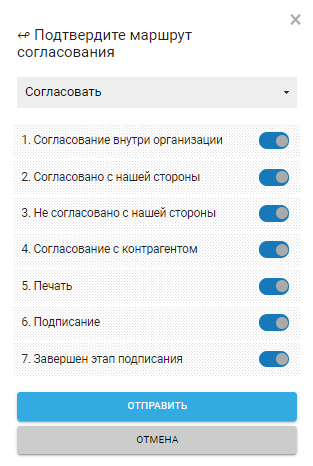 Подтвердите маршрут
согласования
Согласовать
1. Согласование внутри организации
2. Согласовано с нашей стороны
3. Не согласовано с нашей стороны
4. Согласование с контрагентом
5. Печать
6. Подписание
7. Завершен этап подписания
ОТПРАВИТЬ
ОТМЕНА